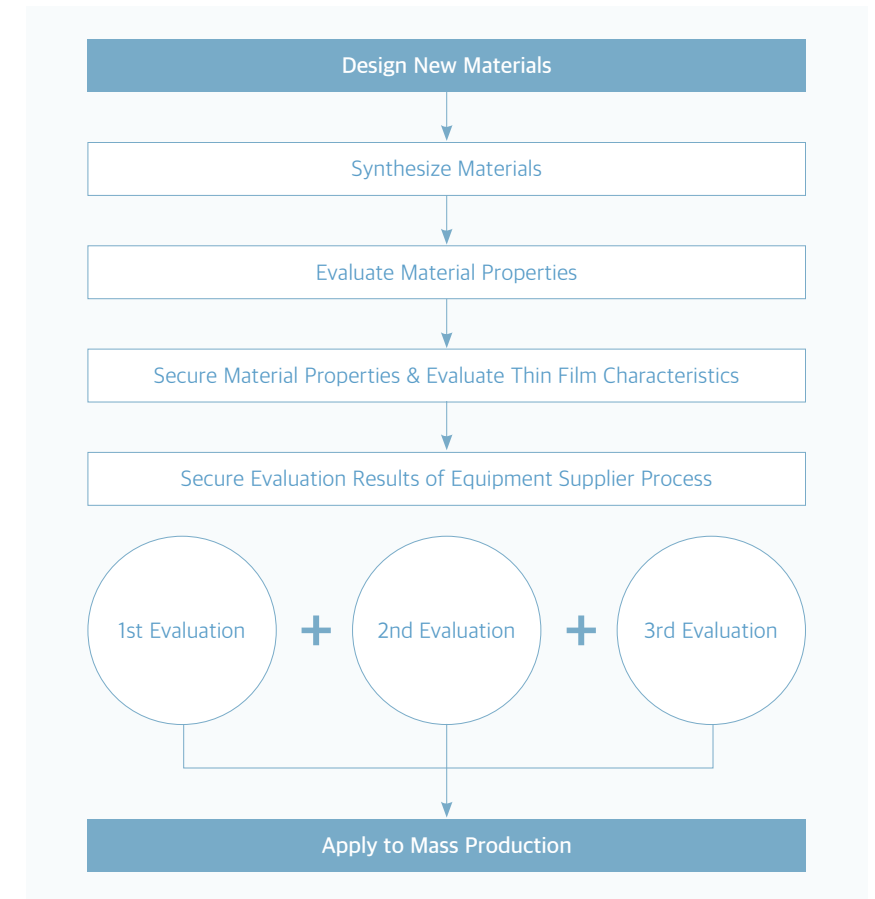 Design New Materials
Synthesize Materials
Evaluate Material Properties
Secure Material Properties & Evaluate Thin Film Characteristics
Secure Evaluation Results of Equipment Supplier Process
1st Evaluation + 2nd Evaluation + 3rd Evaluation
Apply to Mass Production